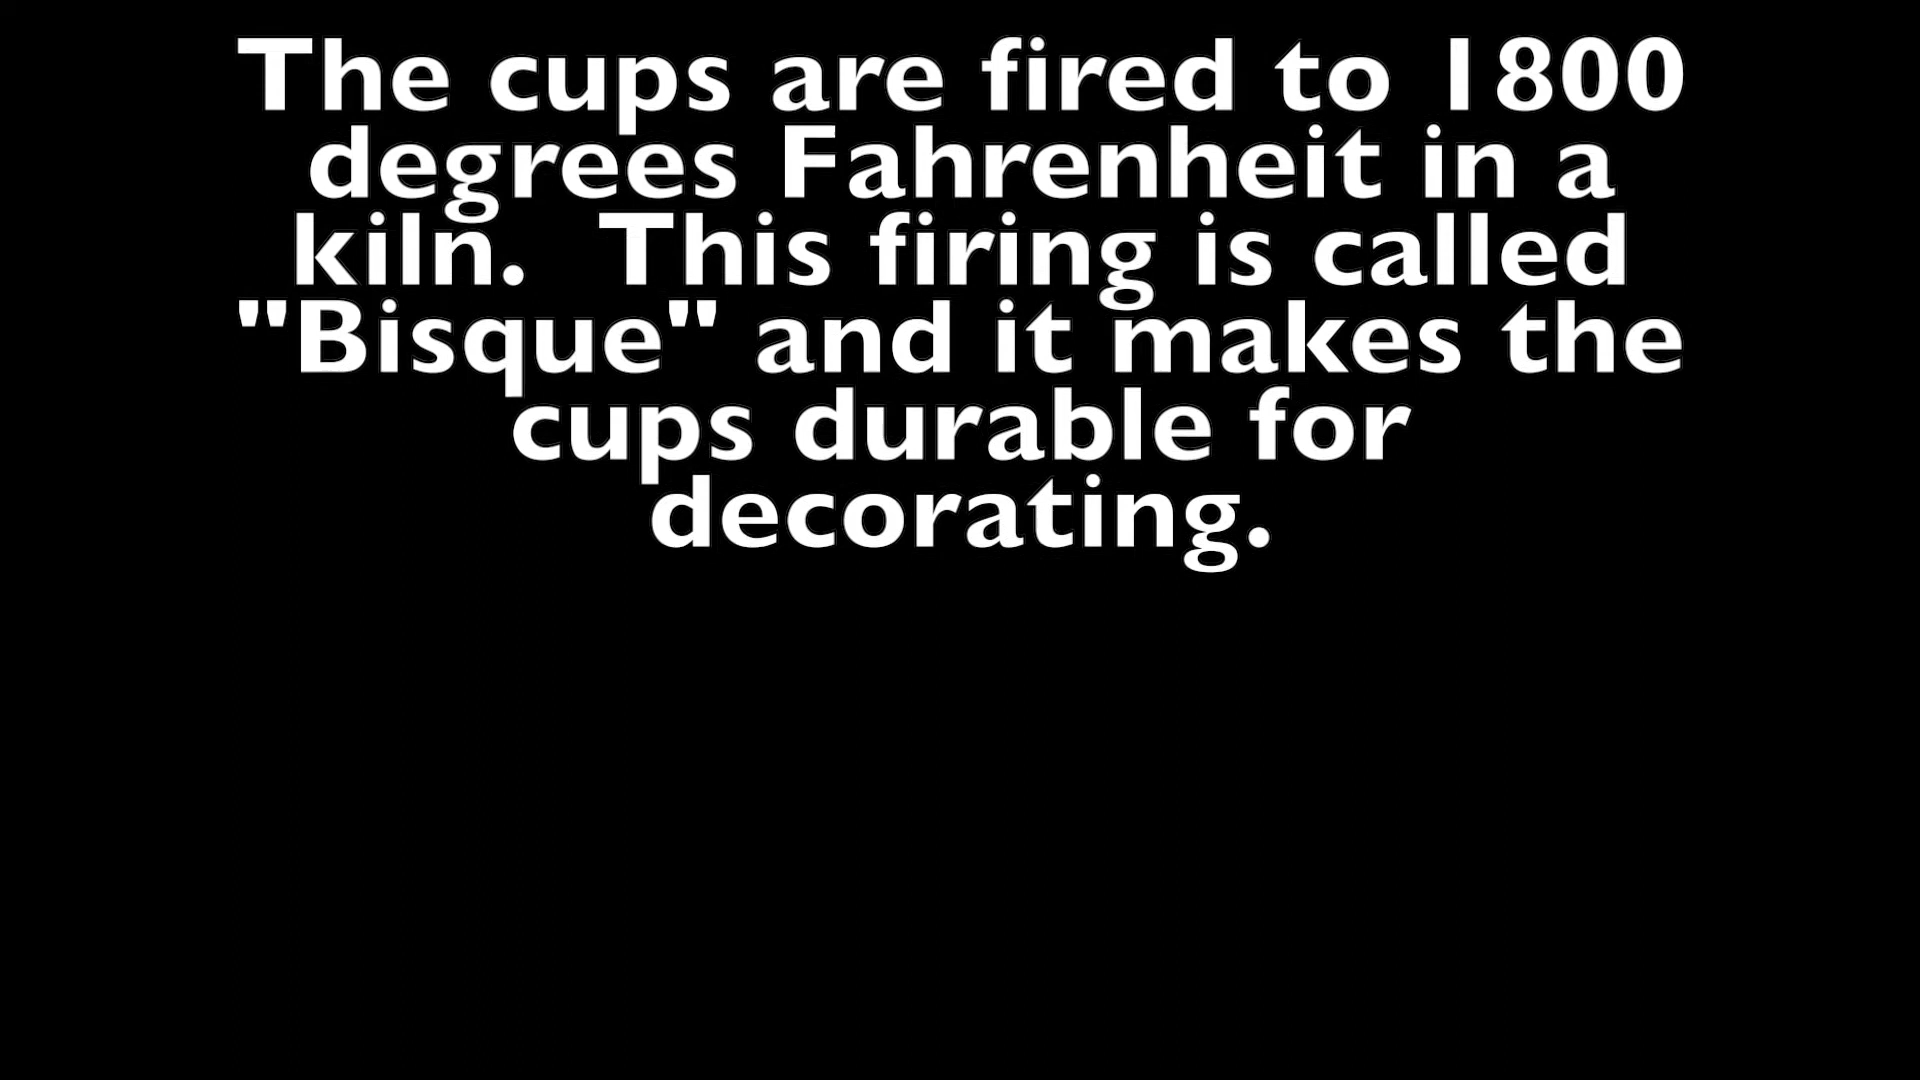 The cups are fired to 1800
degrees Fahrenheit in a
kiln.  This firing is called
"Bisque" and it makes the
cups durable for
decorating.